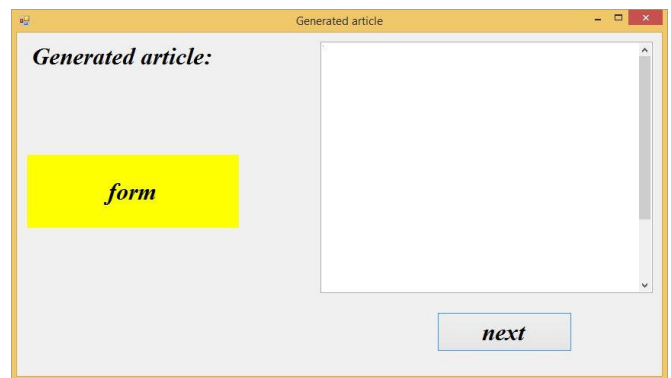 Generated article
Generated article:
form
next